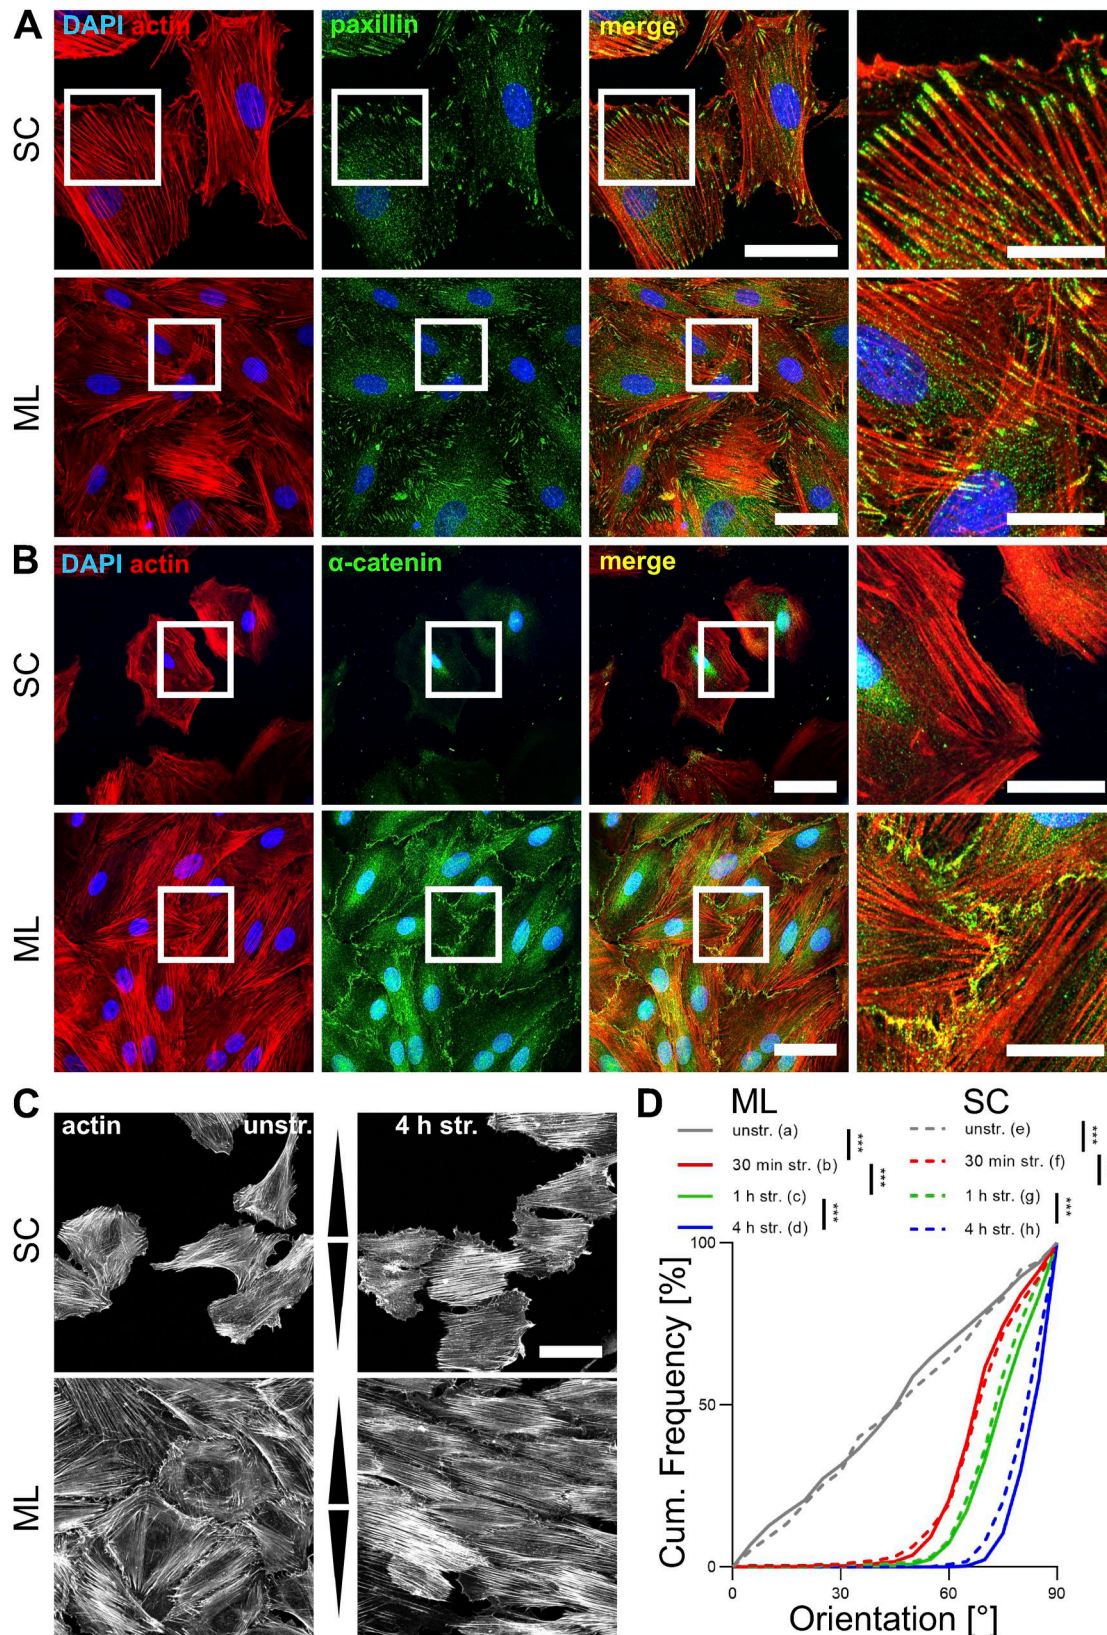 A
DAPI actin
paxillin
merge
SC
ML
B
DAPI actin
α-catenin
merge
SC
ML
C
actin
unstr.
4 h str.
SC
ML
D
ML
SC
unstr. (a)
***
unstr. (e)
***
30 min str. (b)
***
30 min str. (f)
1 h str. (c)
***
1 h str. (g)
***
4 h str. (d)
4 h str. (h)
100
50
0
Cum. Frequency [%]
0
30
60
90
Orientation [°]